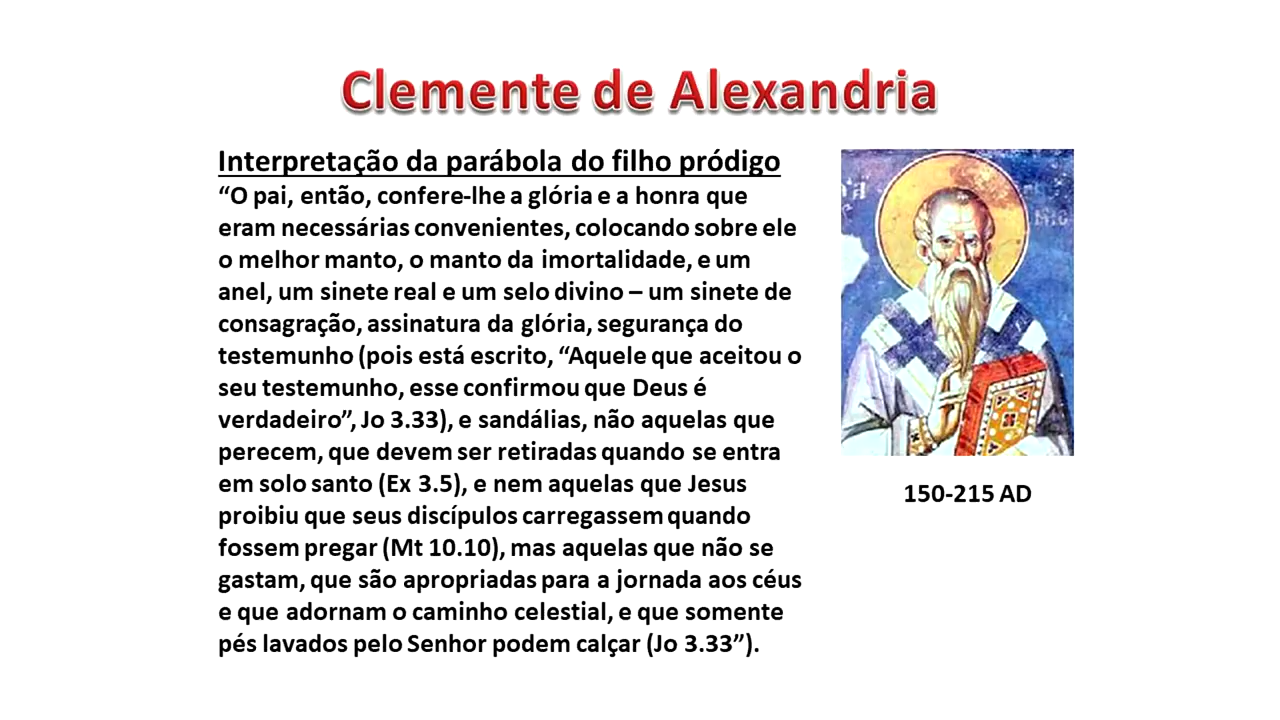 Clemente de Alexandria
Interpretação da parábola do filho pródigo
“O pai, então, confere-lhe a glória e a honra que
eram necessárias convenientes, colocando sobre ele
o melhor manto, o manto da imortalidade, e um
anel, um sinete real e um selo divino – um sinete de
consagração, assinatura da glória, segurança do
testemunho (pois está escrito, “Aquele que aceitou o
seu testemunho, esse confirmou que Deus é
verdadeiro”, Jo 3.33), e sandálias, não aquelas que
perecem, que devem ser retiradas quando se entra
em solo santo (Ex 3.5), e nem aquelas que Jesus
proibiu que seus discípulos carregassem quando
fossem pregar (Mt 10.10), mas aquelas que não se
gastam, que são apropriadas para a jornada aos céus
e que adornam o caminho celestial, e que somente
pés lavados pelo Senhor podem calçar (Jo 3.33”).
150-215 AD